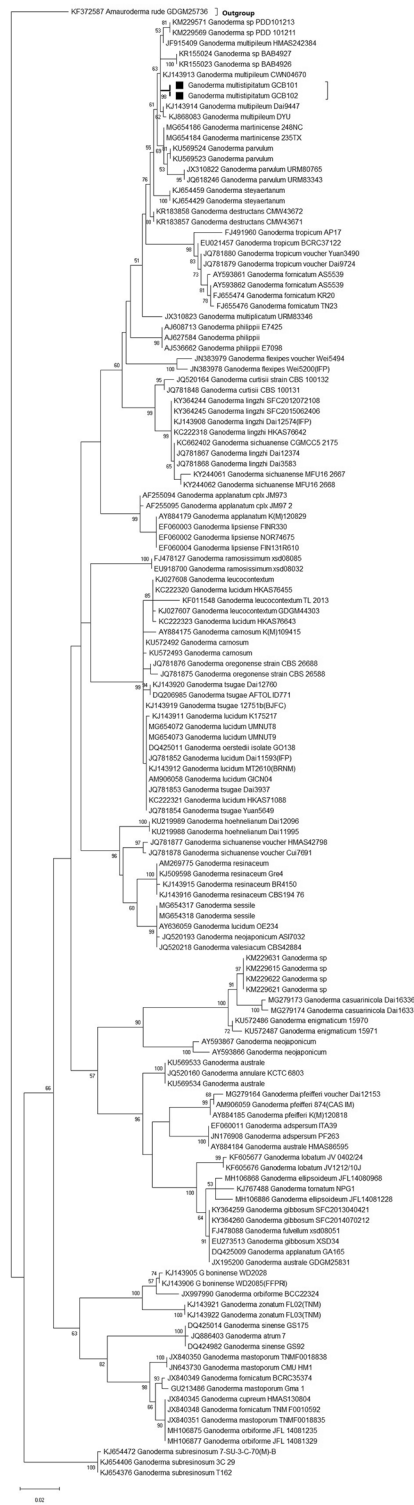 KF372587 Amauroderma rude GDGM25736
Outgroup
KM229571 Ganoderma sp PDD101213
KM229569 Ganoderma sp PDD 101211
JF915409 Ganoderma multipileum HMAS242384
KR155024 Ganoderma sp BAB4927
KR155023 Ganoderma sp BAB4926
KJ143913 Ganoderma multipileum CWN04670
Ganoderma multistipitatum GCB101
Ganoderma multistipitatum GCB102
KJ143914 Ganoderma multipileum Dai9447
KJ868083 Ganoderma multipileum DYU
MG654186 Ganoderma martinicense 248NC
MG654184 Ganoderma martinicense 235TX
KU569524 Ganoderma parvulum
KU569523 Ganoderma parvulum
JX310822 Ganoderma parvulum URM80765
JQ618246 Ganoderma parvulum URM83343
KJ654459 Ganoderma steyaertanum
KJ654429 Ganoderma steyaertanum
KR183858 Ganoderma destructans CMW43672
KR183857 Ganoderma destructans CMW43671
FJ491960 Ganoderma tropicum AP17
EU021457 Ganoderma tropicum BCRC37122
JQ781880 Ganoderma tropicum voucher Yuan3490
JQ781879 Ganoderma tropicum voucher Dai9724
AY593861 Ganoderma fornicatum AS5539
AY593862 Ganoderma fornicatum AS5539
FJ655474 Ganoderma fornicatum KR20
FJ655476 Ganoderma fornicatum TN23
JX310823 Ganoderma multiplicatum URM83346
AJ608713 Ganoderma philippii E7425
AJ627584 Ganoderma philippii
AJ536662 Ganoderma philippii E7098
JN383979 Ganoderma flexipes voucher Wei5494
JN383978 Ganoderma flexipes Wei5200(IFP)
JQ520164 Ganoderma curtisii strain CBS 100132
JQ781848 Ganoderma curtisii CBS 100131
KY364244 Ganoderma lingzhi SFC2012072108
KY364245 Ganoderma lingzhi SFC2015062406
KJ143908 Ganoderma lingzhi Dai12574(IFP)
KC222318 Ganoderma lingzhi HKAS76642
KC662402 Ganoderma sichuanense CGMCC5 2175
JQ781867 Ganoderma lingzhi Dai12374
JQ781868 Ganoderma lingzhi Dai3583
KY244061 Ganoderma sichuanense MFU16 2667
KY244062 Ganoderma sichuanense MFU16 2668
AF255094 Ganoderma applanatum cplx JM973
AF255095 Ganoderma applanatum cplx JM97 2
AY884179 Ganoderma applanatum K(M)120829
EF060003 Ganoderma lipsiense FINR330
EF060002 Ganoderma lipsiense NOR74675
EF060004 Ganoderma lipsiense FIN131R610
FJ478127 Ganoderma ramosissimum xsd08085
EU918700 Ganoderma ramosissimum xsd08032
KJ027608 Ganoderma leucocontextum
KC222320 Ganoderma lucidum HKAS76455
KF011548 Ganoderma leucocontextum TL 2013
KJ027607 Ganoderma leucocontextum GDGM44303
KC222323 Ganoderma lucidum HKAS76643
AY884175 Ganoderma carnosum K(M)109415
KU572492 Ganoderma carnosum
KU572493 Ganoderma carnosum
JQ781876 Ganoderma oregonense strain CBS 26688
JQ781875 Ganoderma oregonense strain CBS 26588
KJ143920 Ganoderma tsugae Dai12760
DQ206985 Ganoderma tsugae AFTOL ID771
KJ143919 Ganoderma tsugae 12751b(BJFC)
KJ143911 Ganoderma lucidum K175217
MG654072 Ganoderma lucidum UMNUT8
MG654073 Ganoderma lucidum UMNUT9
DQ425011 Ganoderma oerstedii isolate GO138
JQ781852 Ganoderma lucidum Dai11593(IFP)
KJ143912 Ganoderma lucidum MT2610(BRNM)
AM906058 Ganoderma lucidum GlCN04
JQ781853 Ganoderma tsugae Dai3937
KC222321 Ganoderma lucidum HKAS71088
JQ781854 Ganoderma tsugae Yuan5649
KU219989 Ganoderma hoehnelianum Dai12096
KU219988 Ganoderma hoehnelianum Dai11995
JQ781877 Ganoderma sichuanense voucher HMAS42798
JQ781878 Ganoderma sichuanense voucher Cui7691
AM269775 Ganoderma resinaceum
KJ509598 Ganoderma resinaceum Gre4
KJ143915 Ganoderma resinaceum BR4150
KJ143916 Ganoderma resinaceum CBS194 76
MG654317 Ganoderma sessile
MG654318 Ganoderma sessile
AY636059 Ganoderma lucidum OE234
JQ520193 Ganoderma neojaponicum ASI7032
JQ520218 Ganoderma valesiacum CBS42884
KM229631 Ganoderma sp
KM229615 Ganoderma sp
KM229622 Ganoderma sp
KM229621 Ganoderma sp
MG279173 Ganoderma casuarinicola Dai16336
MG279174 Ganoderma casuarinicola Dai1633
KU572486 Ganoderma enigmaticum 15970
KU572487 Ganoderma enigmaticum 15971
AY593867 Ganoderma neojaponicum
AY593866 Ganoderma neojaponicum
KU569533 Ganoderma australe
JQ520160 Ganoderma annulare KCTC 6803
KU569534 Ganoderma australe
MG279164 Ganoderma pfeifferi voucher Dai12153
AM906059 Ganoderma pfeifferi 874(CAS IM)
AY884185 Ganoderma pfeifferi K(M)120818
EF060011 Ganoderma adspersum ITA39
JN176908 Ganoderma adspersum PF263
AY884184 Ganoderma australe HMAS86595
KF605677 Ganoderma lobatum JV 0402/24
KF605676 Ganoderma lobatum JV1212/10J
MH106868 Ganoderma ellipsoideum JFL14080968
KJ767488 Ganoderma tornatum NPG1
MH106886 Ganoderma ellipsoideum JFL14081228
KY364259 Ganoderma gibbosum SFC2013040421
KY364260 Ganoderma gibbosum SFC2014070212
FJ478088 Ganoderma fulvellum xsd08051
EU273513 Ganoderma gibbosum XSD34
DQ425009 Ganoderma applanatum GA165
JX195200 Ganoderma australe GDGM25831
KJ143905 G boninense WD2028
KJ143906 G boninense WD2085(FFPRI)
JX997990 Ganoderma orbiforme BCC22324
KJ143921 Ganoderma zonatum FL02(TNM)
KJ143922 Ganoderma zonatum FL03(TNM)
DQ425014 Ganoderma sinense GS175
JQ886403 Ganoderma atrum 7
DQ424982 Ganoderma sinense GS92
JX840350 Ganoderma mastoporum TNMF0018838
JN643730 Ganoderma mastoporum CMU HM1
JX840349 Ganoderma fornicatum BCRC35374
GU213486 Ganoderma mastoporum Gma 1
JX840345 Ganoderma cupreum HMAS130804
JX840348 Ganoderma fornicatum TNM F0010592
JX840351 Ganoderma mastoporum TNMF0018835
MH106875 Ganoderma orbiforme JFL 14081235
MH106877 Ganoderma orbiforme JFL 14081329
KJ654472 Ganoderma subresinosum 7-SU-3-C-70(M)-B
KJ654406 Ganoderma subresinosum 3C 29
KJ654376 Ganoderma subresinosum T162
0.02